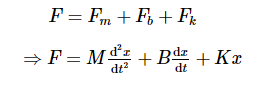 F = F_m + F_b + F_k
⇒ F = M d²x/dt² + B dx/dt + Kx